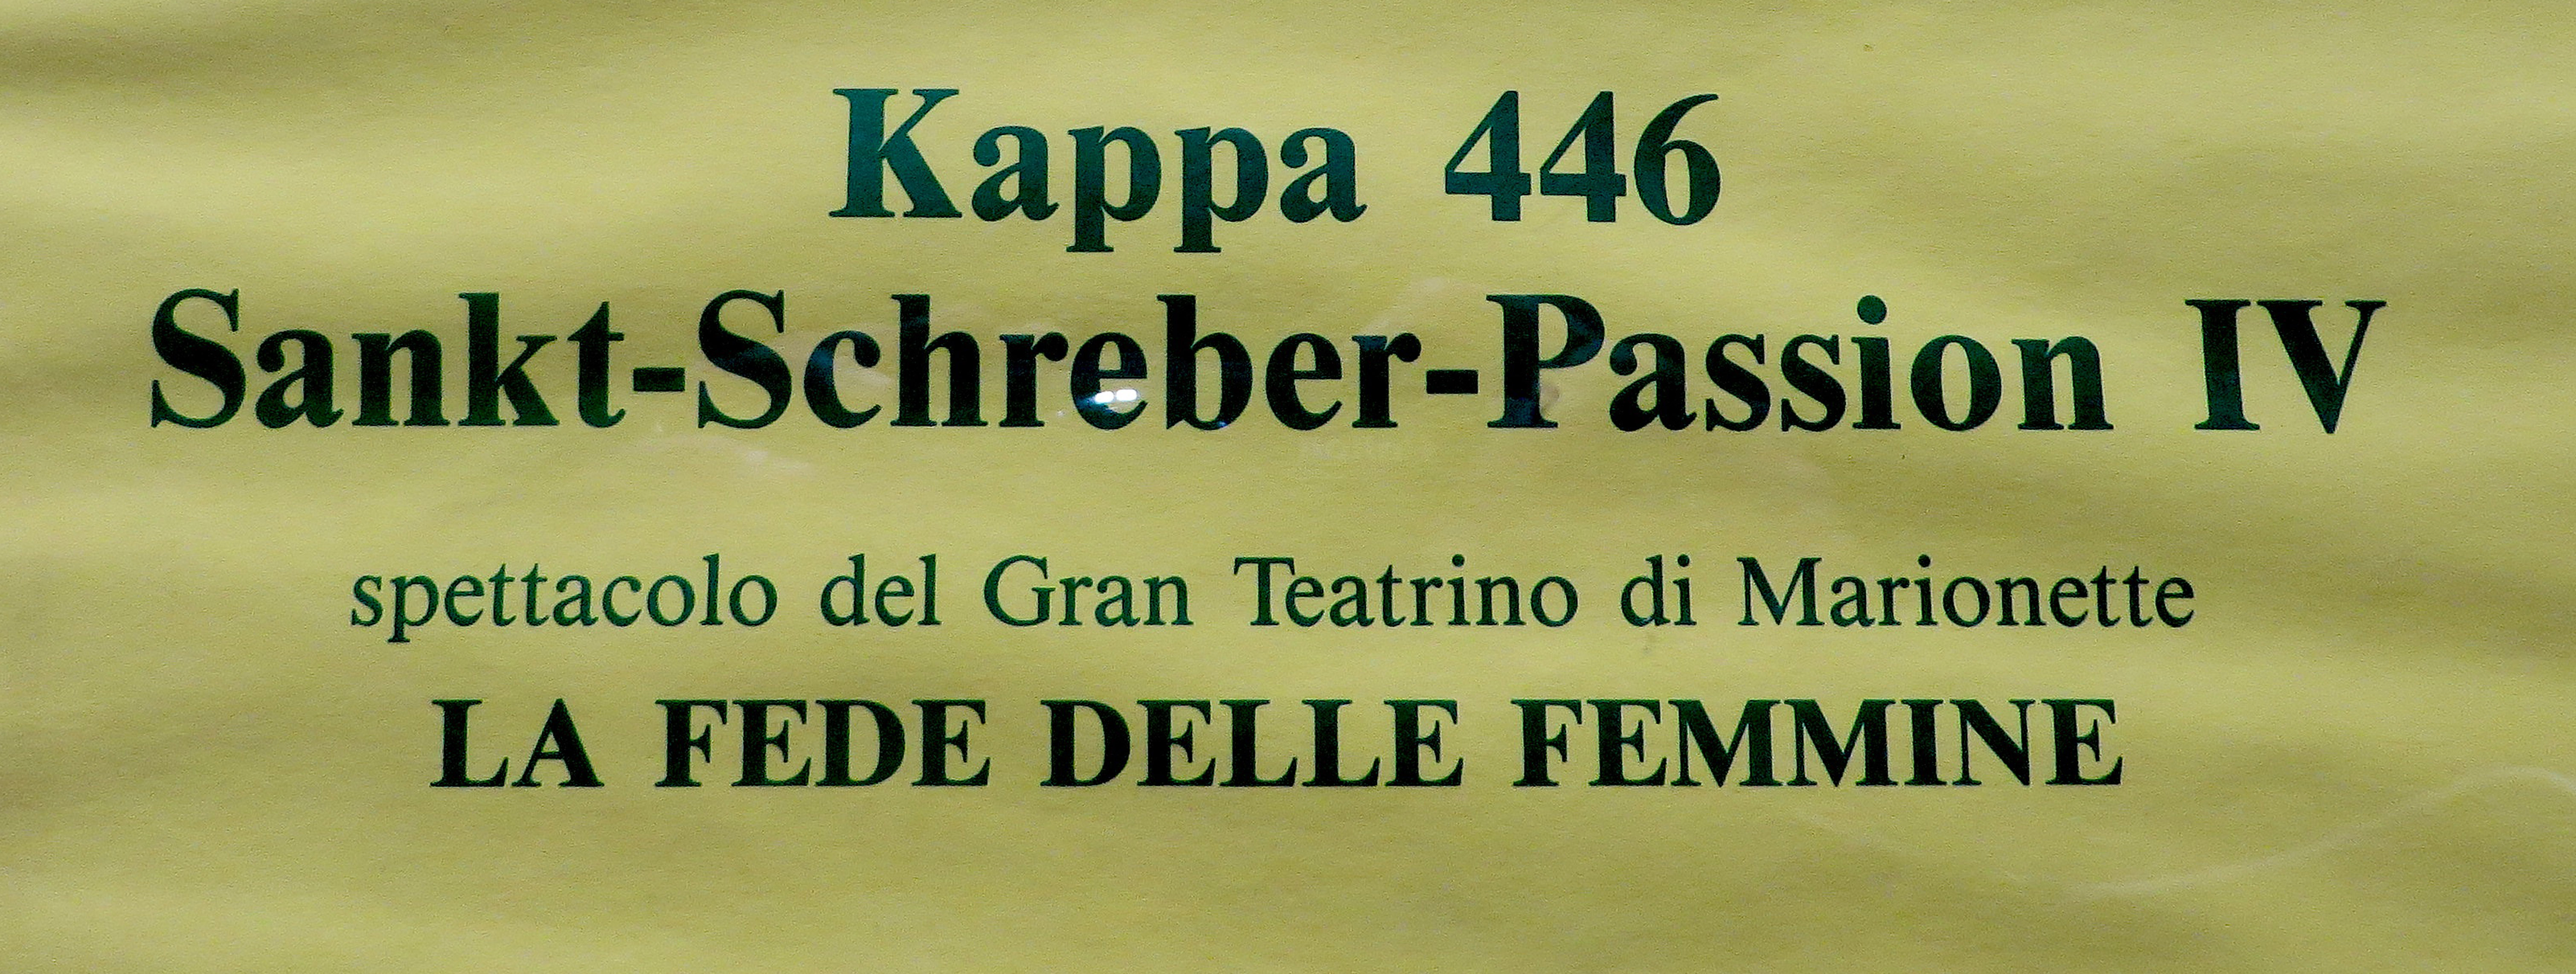 Kappa 446
Sankt-Schreber-Passion IV
spettacolo del Gran Teatrino di Marionette
LA FEDE DELLE FEMMINE